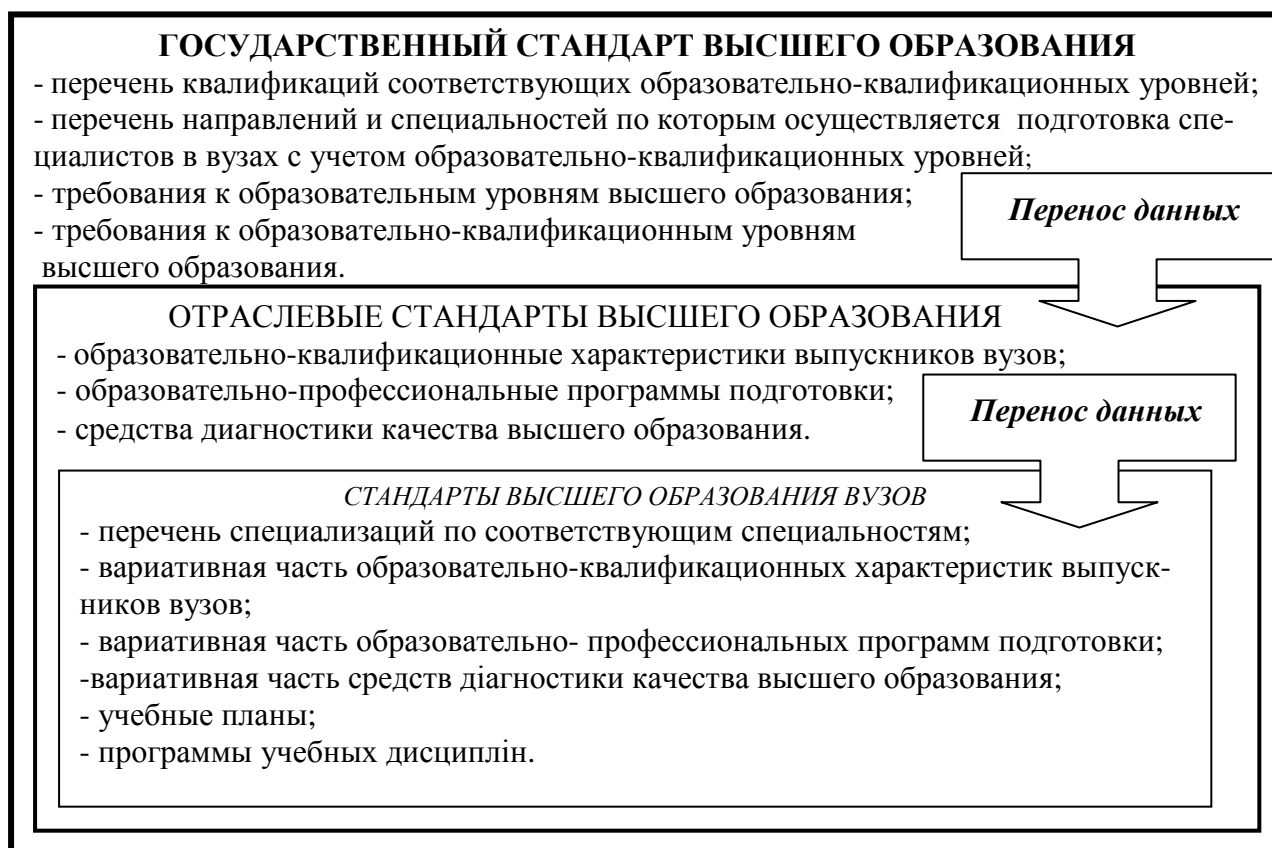 ГОСУДАРСТВЕННЫЙ СТАНДАРТ ВЫСШЕГО ОБРАЗОВАНИЯ
- перечень квалификаций соответствующих образовательно-квалификационных уровней;
- перечень направлений и специальностей по которым осуществляется подготовка спе-
циалистов в вузах с учетом образовательно-квалификационных уровней;
- требования к образовательным уровням высшего образования;
- требования к образовательно-квалификационным уровням
высшего образования.
Перенос данных
ОТРАСЛЕВЫЕ СТАНДАРТЫ ВЫСШЕГО ОБРАЗОВАНИЯ
- образовательно-квалификационные характеристики выпускников вузов;
- образовательно-профессиональные программы подготовки;
- средства диагностики качества высшего образования.
Перенос данных
СТАНДАРТЫ ВЫСШЕГО ОБРАЗОВАНИЯ ВУЗОВ
- перечень специализаций по соответствующим специальностям;
- вариативная часть образовательно-квалификационных характеристик выпуск-
ников вузов;
- вариативная часть образовательно- профессиональных программ подготовки;
-вариативная часть средств діагностики качества высшего образования;
- учебные планы;
- программы учебных дисциплін.